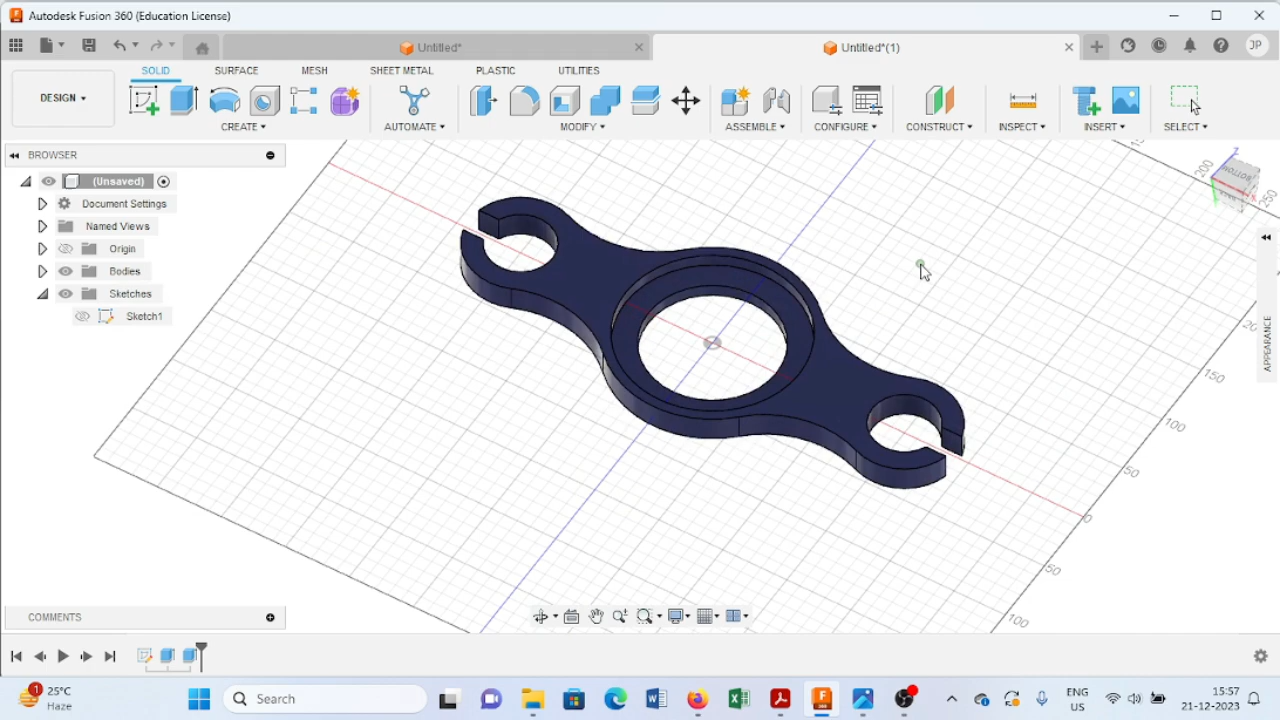 Autodesk Fusion 360 (Education License)
Untitled*
Untitled*(1)
JP
SOLID SURFACE MESH SHEET METAL PLASTIC UTILITIES
DESIGN
CREATE AUTOMATE MODIFY ASSEMBLE CONFIGURE CONSTRUCT INSPECT INSERT SELECT
BROWSER
(Unsaved)
Document Settings
Named Views
Origin
Bodies
Sketches
Sketch1
Z
BOTTOM
X
200
250
150
100
50
0
50
100
APPEARANCE
COMMENTS
1
25°C
Haze
Search
ENG
US
15:57
21-12-2023